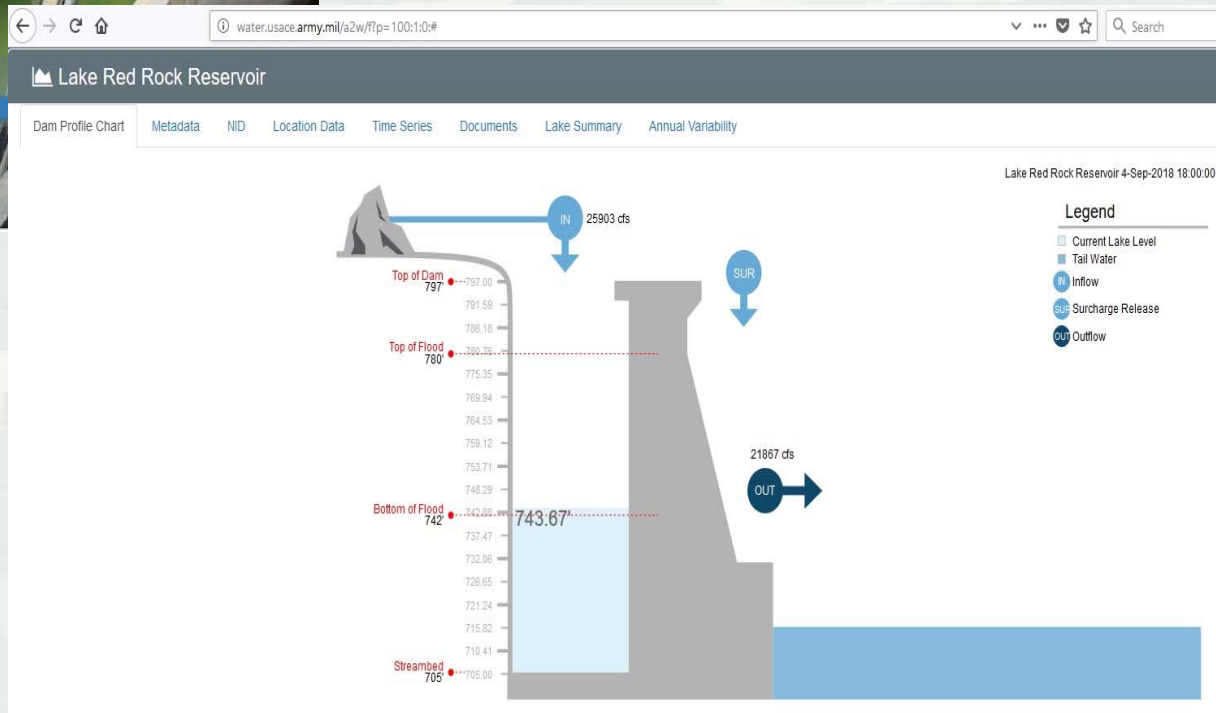 water.usace.army.mil/a2w/f?p=100:1:0:#
Search
Lake Red Rock Reservoir
Dam Profile Chart Metadata NID Location Data Time Series Documents Lake Summary Annual Variability
Lake Red Rock Reservoir 4-Sep-2018 18:00:00
Legend
Current Lake Level
Tail Water
IN Inflow
SUR Surcharge Release
OUT Outflow
IN 25903 cfs
SUR
Top of Dam
797'
797.00
791.59
786.18
Top of Flood
780'
780.76
775.35
769.94
764.53
759.12
753.71
748.29
21867 cfs
OUT
Bottom of Flood
742'
742.88
743.67'
737.47
732.06
726.65
721.24
715.82
710.41
Streambed
705'
705.00